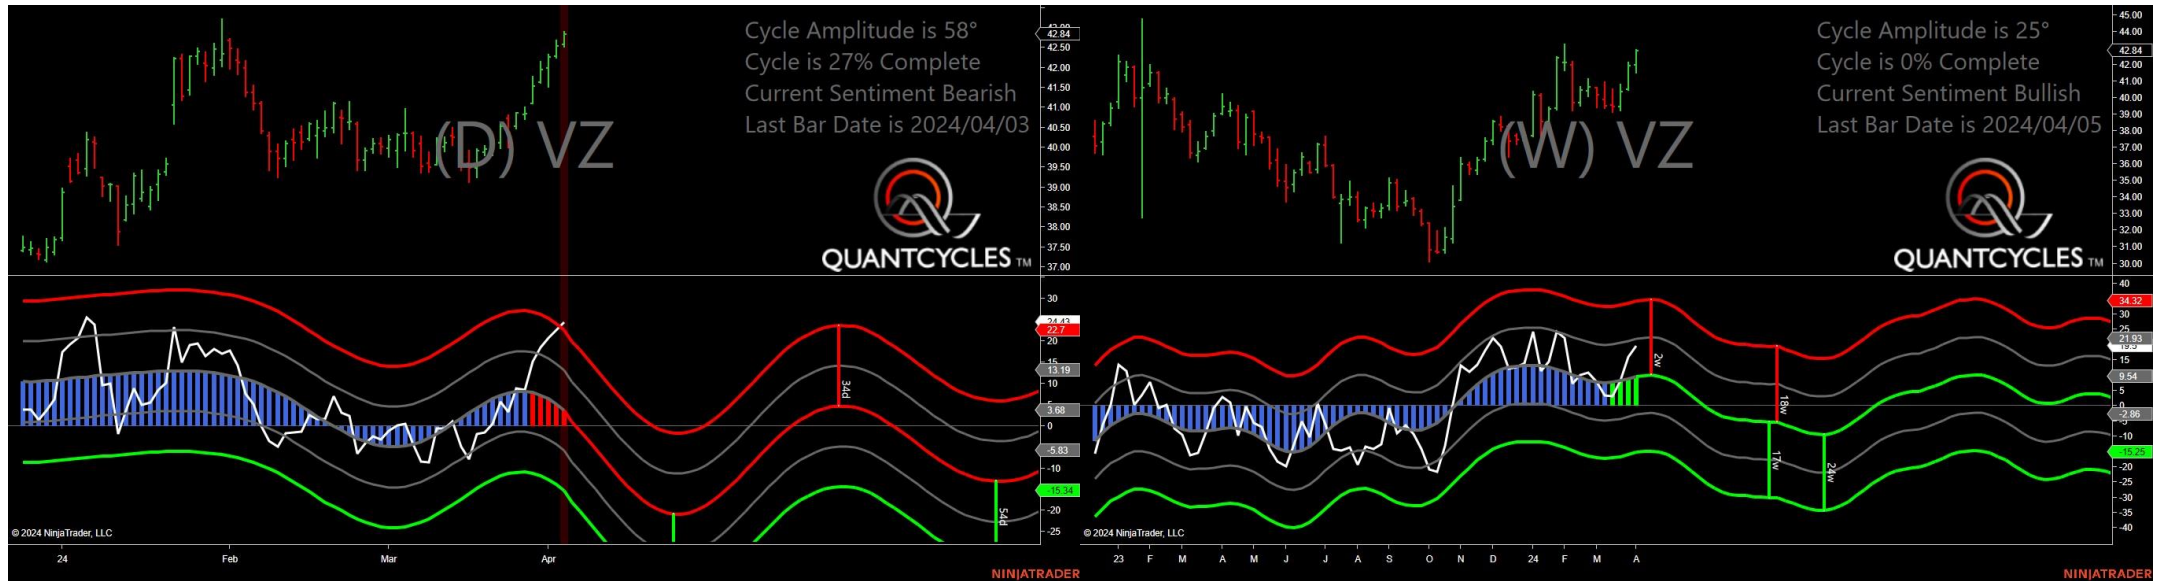 Cycle Amplitude is 58°
Cycle is 27% Complete
Current Sentiment Bearish
Last Bar Date is 2024/04/03
(D) VZ
QUANTCYCLES TM
42.84
42.50
41.50
41.00
40.50
40.00
39.50
39.00
38.50
38.00
37.50
37.00
30
22.7
20
13.19
10
3.68
0
-5.83
-10
-15.34
-20
-25
34d
54d
© 2024 NinjaTrader, LLC
24 Feb Mar Apr
NINJATRADER
Cycle Amplitude is 25°
Cycle is 0% Complete
Current Sentiment Bullish
Last Bar Date is 2024/04/05
(W) VZ
QUANTCYCLES TM
45.00
44.00
42.84
42.00
41.00
40.00
39.00
38.00
37.00
36.00
35.00
34.00
33.00
32.00
31.00
30.00
40
34.32
30
25
21.93
15
9.54
5
0
-2.86
-10
-15.25
-20
-25
-30
-35
-40
2w
18w
17w
24w
© 2024 NinjaTrader, LLC
23 F M A M J J A S O N D 24 F M A
NINJATRADER